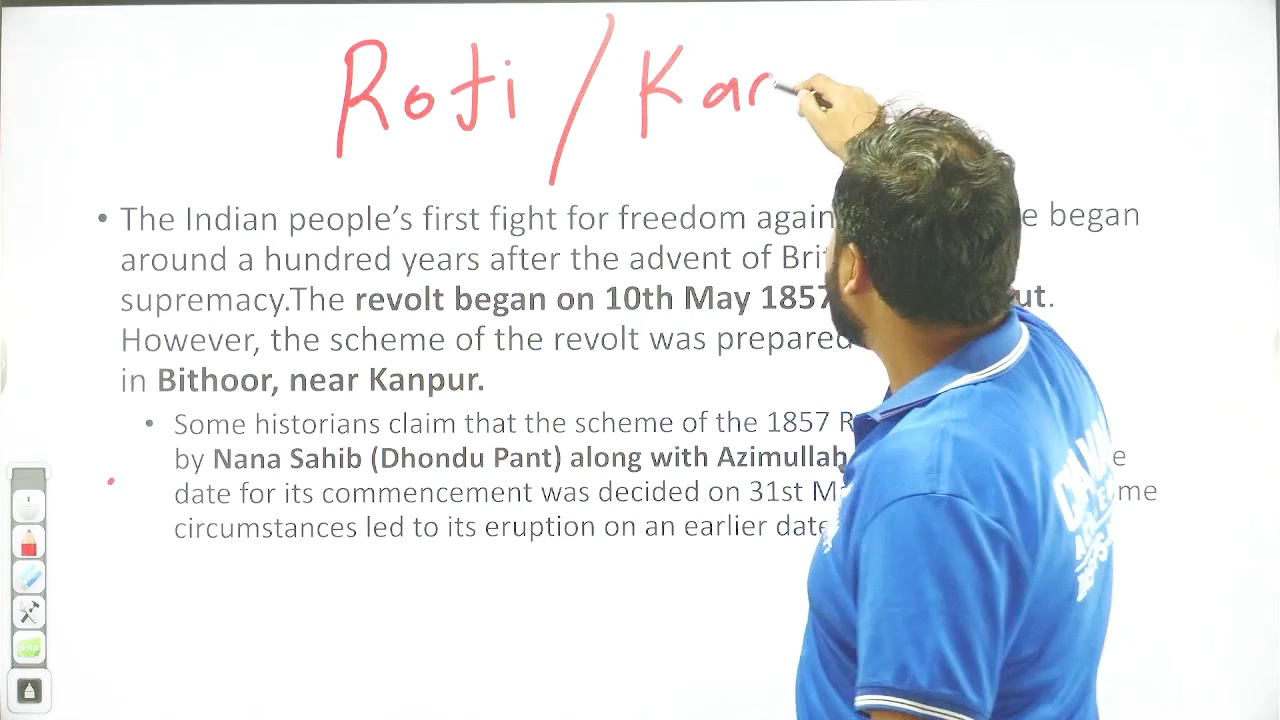 Roti / Kar
• The Indian people's first fight for freedom again e began
around a hundred years after the advent of Brit
supremacy.The revolt began on 10th May 1857 ut.
However, the scheme of the revolt was prepared
in Bithoor, near Kanpur.
• Some historians claim that the scheme of the 1857 R
by Nana Sahib (Dhondu Pant) along with Azimullah e
date for its commencement was decided on 31st Ma me
circumstances led to its eruption on an earlier date
Note